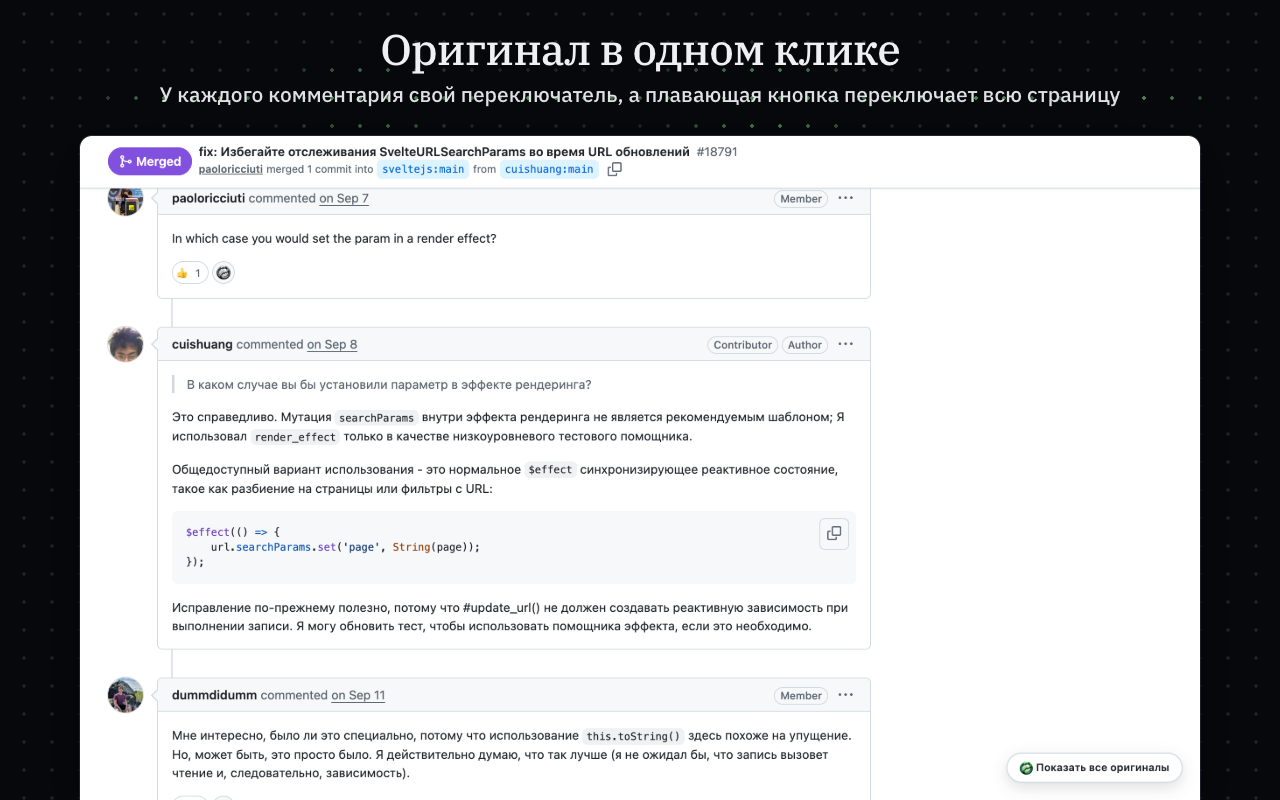 Оригинал в одном клике
У каждого комментария свой переключатель, а плавающая кнопка переключает всю страницу
Merged
fix: Избегайте отслеживания SvelteURLSearchParams во время URL обновлений #18791
paoloricciuti merged 1 commit into sveltejs:main from cuishuang:main
paoloricciuti commented on Sep 7
Member
In which case you would set the param in a render effect?
1
cuishuang commented on Sep 8
Contributor Author
В каком случае вы бы установили параметр в эффекте рендеринга?
Это справедливо. Мутация searchParams внутри эффекта рендеринга не является рекомендуемым шаблоном; Я
использовал render_effect только в качестве низкоуровневого тестового помощника.
Общедоступный вариант использования - это нормальное $effect синхронизирующее реактивное состояние,
такое как разбиение на страницы или фильтры с URL:
$effect(() => {
    url.searchParams.set('page', String(page));
});
Исправление по-прежнему полезно, потому что #update_url() не должен создавать реактивную зависимость при
выполнении записи. Я могу обновить тест, чтобы использовать помощника эффекта, если это необходимо.
dummdidumm commented on Sep 11
Member
Мне интересно, было ли это специально, потому что использование this.toString() здесь похоже на упущение.
Но, может быть, это просто было. Я действительно думаю, что так лучше (я не ожидал бы, что запись вызовет
чтение и, следовательно, зависимость).
Показать все оригиналы